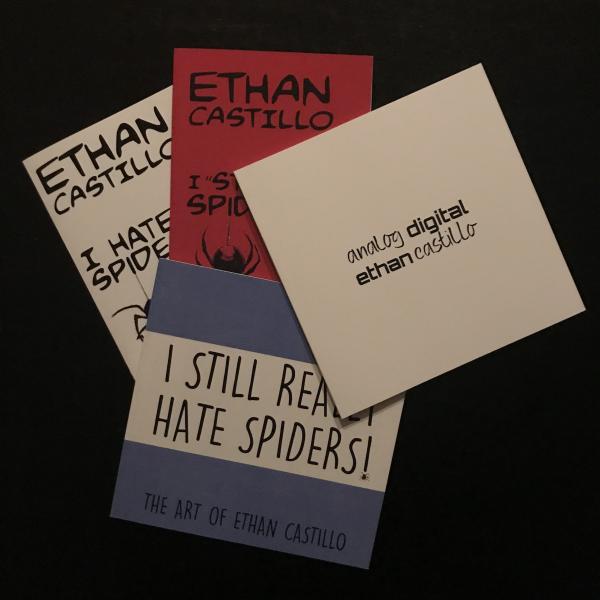 ETHAN
CASTILLO
I HATE
ETHAN
CASTILLO
I
analog digital
ethan castillo
I STILL
HATE SPIDERS!
THE ART OF ETHAN CASTILLO